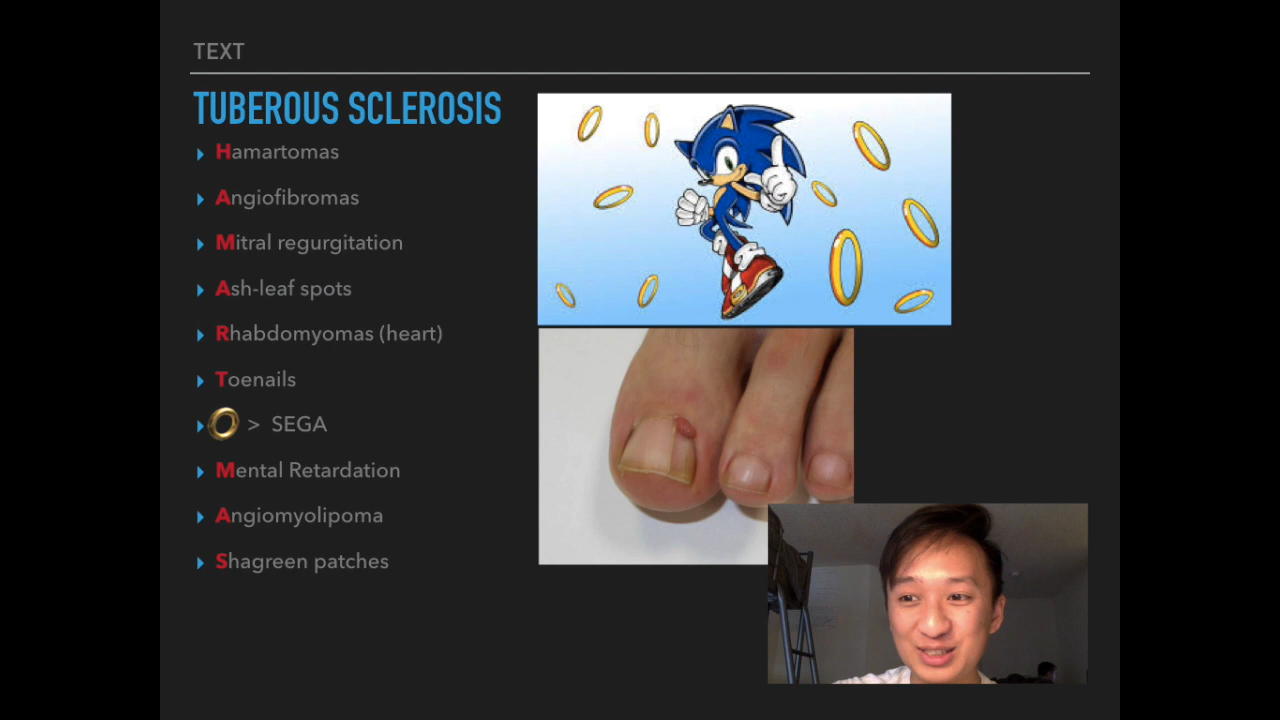 TEXT
TUBEROUS SCLEROSIS
Hamartomas
Angiofibromas
Mitral regurgitation
Ash-leaf spots
Rhabdomyomas (heart)
Toenails
> SEGA
Mental Retardation
Angiomyolipoma
Shagreen patches